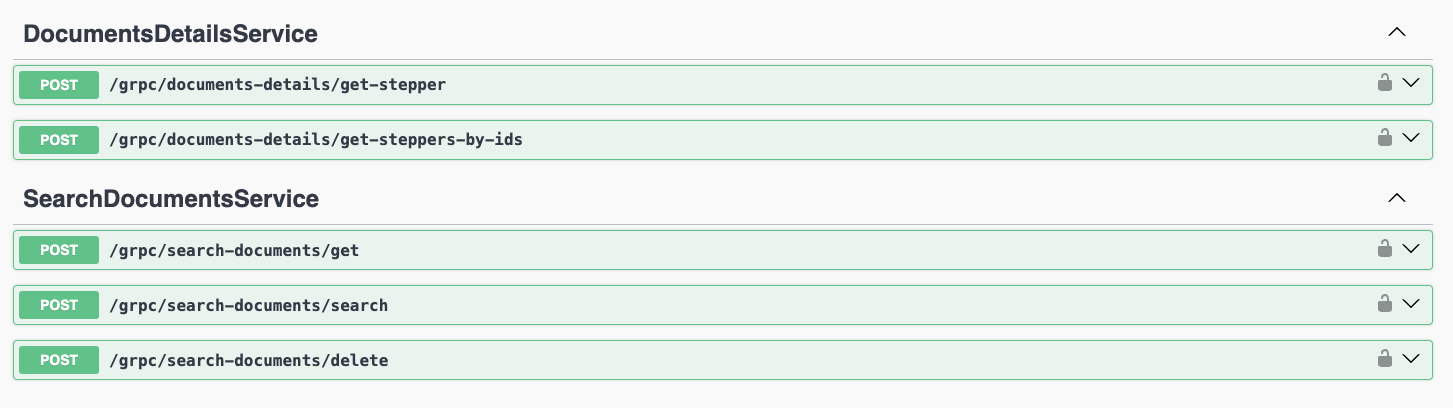 DocumentsDetailsService
POST /grpc/documents-details/get-stepper
POST /grpc/documents-details/get-steppers-by-ids
SearchDocumentsService
POST /grpc/search-documents/get
POST /grpc/search-documents/search
POST /grpc/search-documents/delete